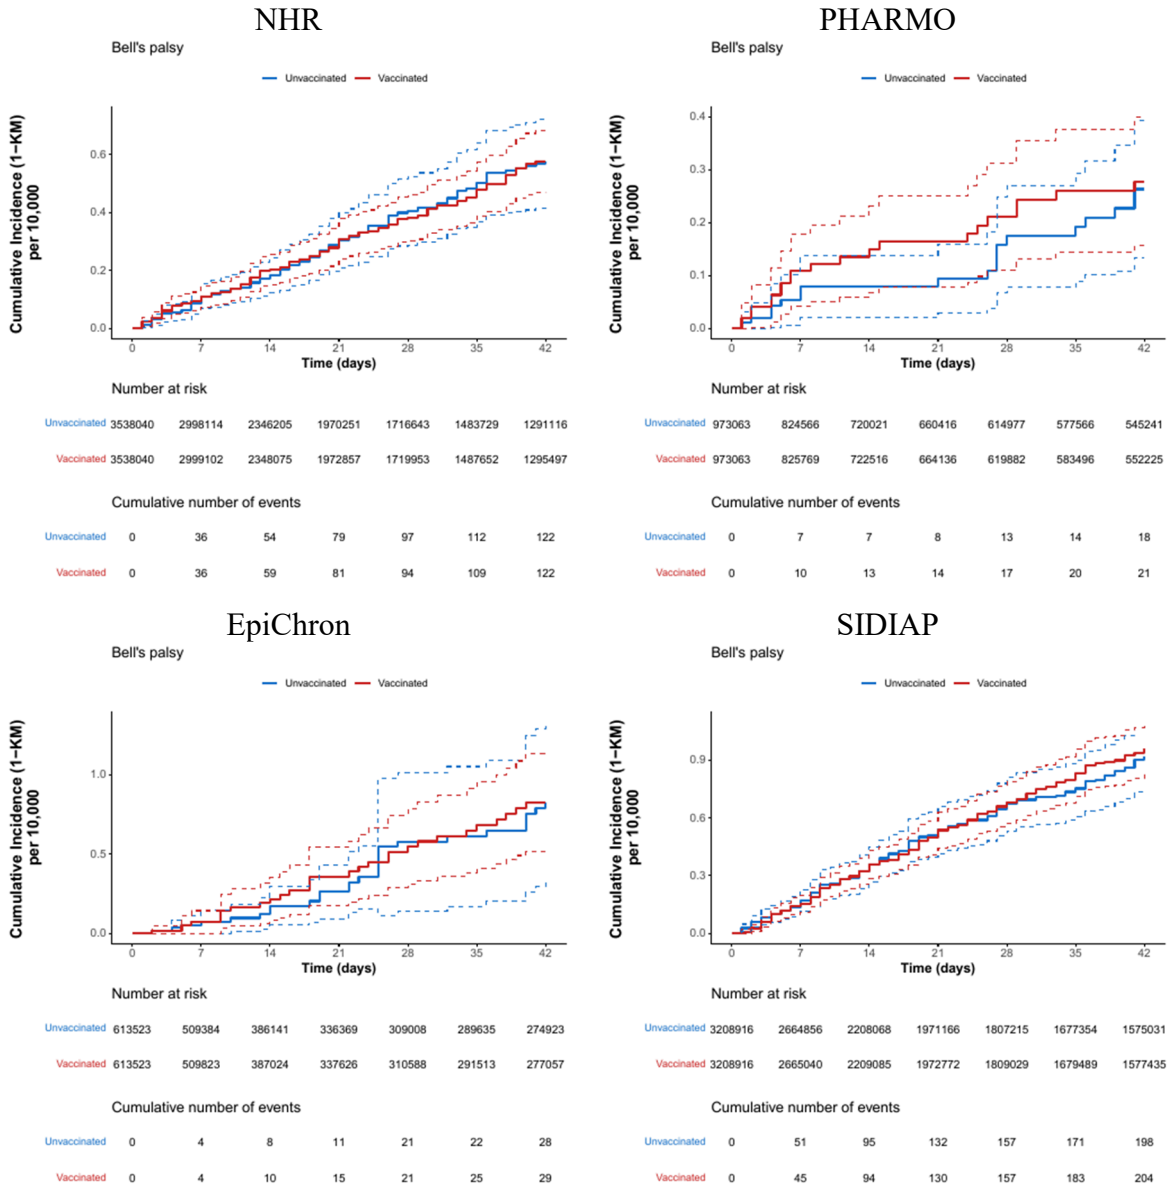 NHR
Bell's palsy
Unvaccinated Vaccinated
Cumulative Incidence (1−KM)
per 10,000
0.6
0.4
0.2
0.0
0 7 14 21 28 35 42
Time (days)
Number at risk
Unvaccinated 3538040 2998114 2346205 1970251 1716643 1483729 1291116
Vaccinated 3538040 2999102 2348075 1972857 1719953 1487652 1295497
Cumulative number of events
Unvaccinated 0 36 54 79 97 112 122
Vaccinated 0 36 59 81 94 109 122
PHARMO
Bell's palsy
Unvaccinated Vaccinated
Cumulative Incidence (1−KM)
per 10,000
0.4
0.3
0.2
0.1
0.0
0 7 14 21 28 35 42
Time (days)
Number at risk
Unvaccinated 973063 824566 720021 660416 614977 577566 545241
Vaccinated 973063 825769 722516 664136 619882 583496 552225
Cumulative number of events
Unvaccinated 0 7 7 8 13 14 18
Vaccinated 0 10 13 14 17 20 21
EpiChron
Bell's palsy
Unvaccinated Vaccinated
Cumulative Incidence (1−KM)
per 10,000
1.0
0.5
0.0
0 7 14 21 28 35 42
Time (days)
Number at risk
Unvaccinated 613523 509384 386141 336369 309008 289635 274923
Vaccinated 613523 509823 387024 337626 310588 291513 277057
Cumulative number of events
Unvaccinated 0 4 8 11 21 22 28
Vaccinated 0 4 10 15 21 25 29
SIDIAP
Bell's palsy
Unvaccinated Vaccinated
Cumulative Incidence (1−KM)
per 10,000
0.9
0.6
0.3
0.0
0 7 14 21 28 35 42
Time (days)
Number at risk
Unvaccinated 3208916 2664856 2208068 1971166 1807215 1677354 1575031
Vaccinated 3208916 2665040 2209085 1972772 1809029 1679489 1577435
Cumulative number of events
Unvaccinated 0 51 95 132 157 171 198
Vaccinated 0 45 94 130 157 183 204